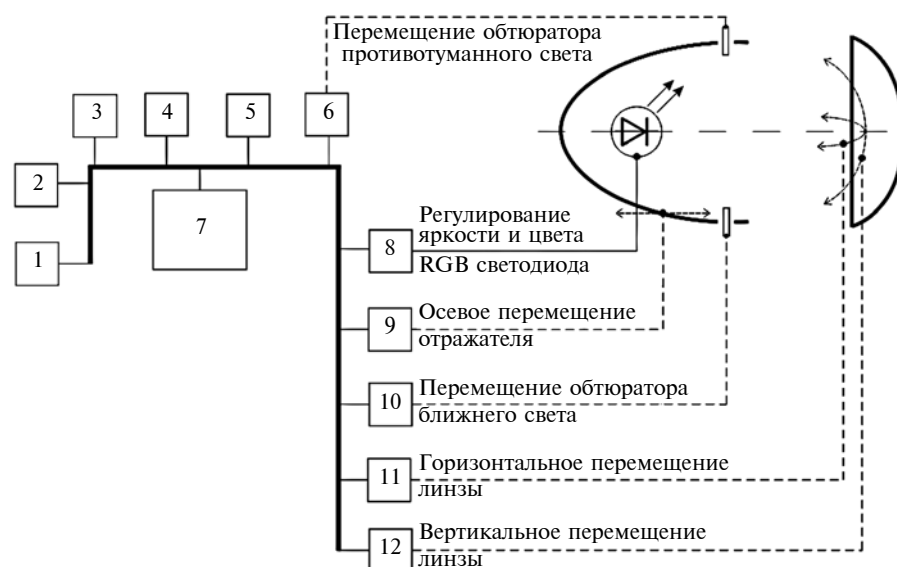 Перемещение обтюратора
противотуманного света
3
4
5
6
2
7
1
8
Регулирование
яркости и цвета
RGB светодиода
9
Осевое перемещение
отражателя
10
Перемещение обтюратора
ближнего света
11
Горизонтальное перемещение
линзы
12
Вертикальное перемещение
линзы